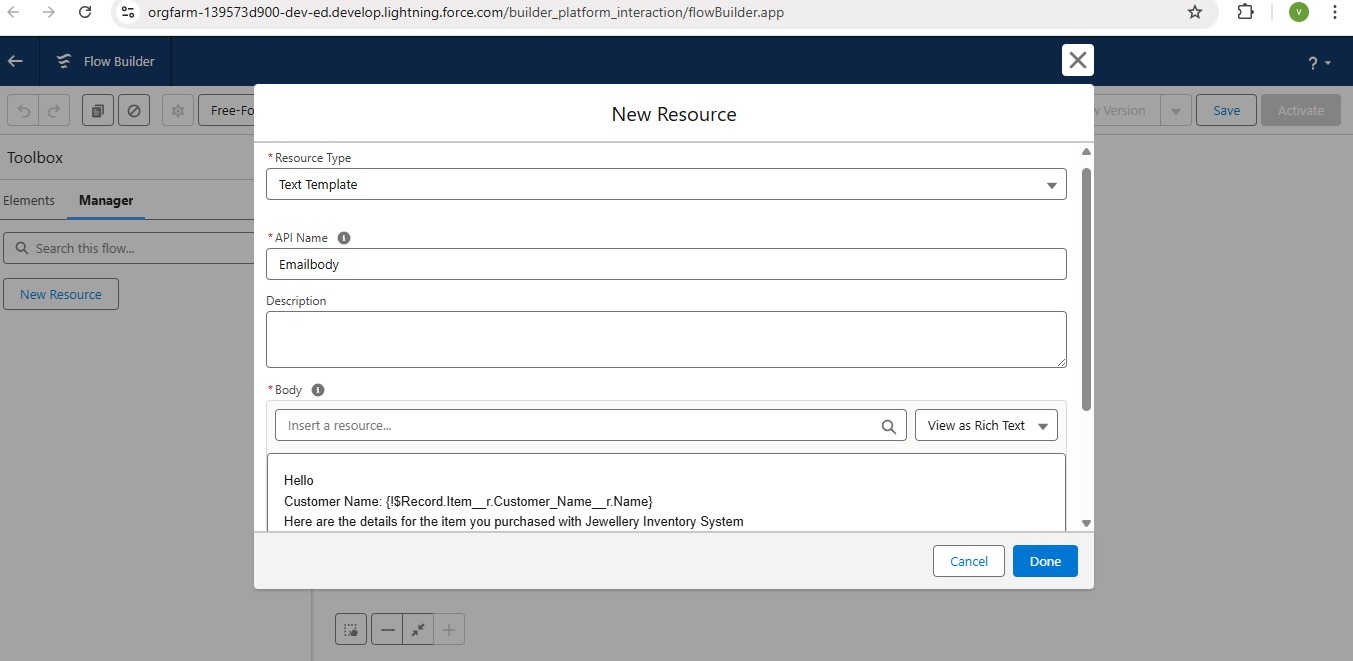 orgfarm-139573d900-dev-ed.develop.lightning.force.com/builder_platform_interaction/flowBuilder.app
V
Flow Builder
?
Free-Fo
w Version
Save
Activate
Toolbox
Elements
Manager
Search this flow...
New Resource
New Resource
*Resource Type
Text Template
*API Name
Emailbody
Description
*Body
Insert a resource...
View as Rich Text
Hello
Customer Name: {!$Record.Item__r.Customer_Name__r.Name}
Here are the details for the item you purchased with Jewellery Inventory System
Cancel
Done